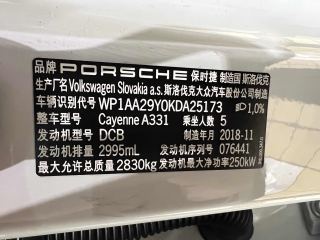 品牌 PORSCHE 保时捷 制造国 斯洛伐克
生产厂名 Volkswagen Slovakia a.s. 斯洛伐克大众汽车股份公司制造
车辆识别代号 WP1AA29Y0KDA25173 1,0%
整车型号 Cayenne A331 乘坐人数 5
发动机型号 DCB 制造年月 2018-11
发动机排量 2995mL 发动机序列号 076441
最大允许总质量 2830kg 发动机最大净功率 250kW